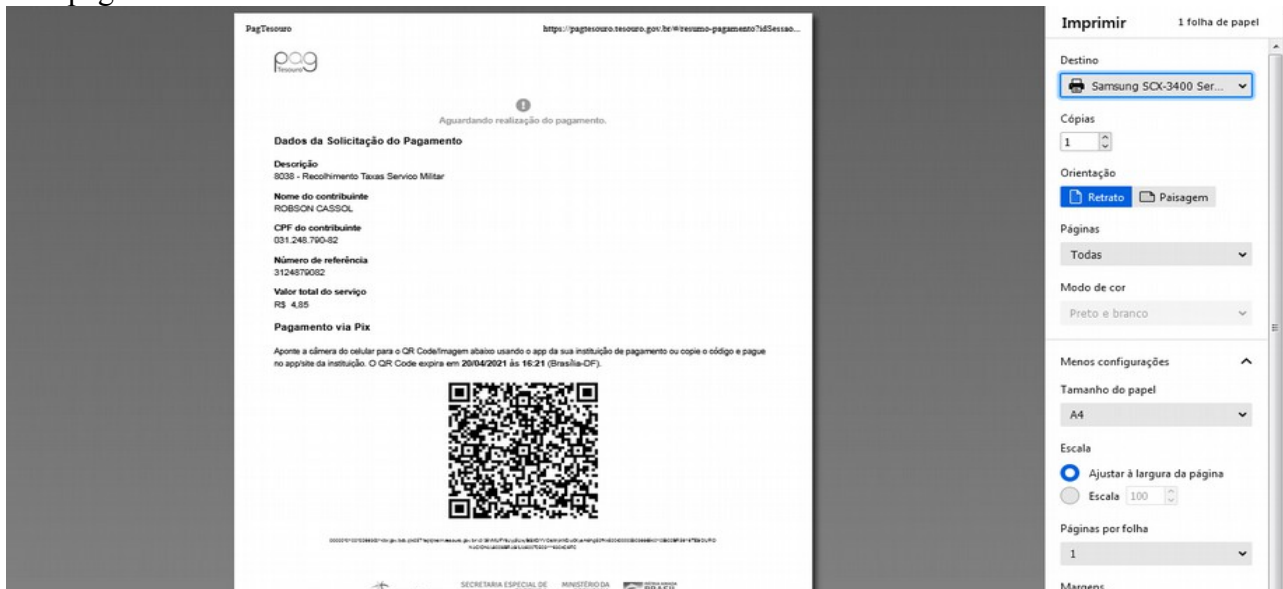 PagTesouro
https://pagtesouro.tesouro.gov.br/#/resumo-pagamento?idSessao...
pag
Tesouro
Aguardando realização do pagamento.
Dados da Solicitação do Pagamento
Descrição
8038 - Recolhimento Taxas Servico Militar
Nome do contribuinte
ROBSON CASSOL
CPF do contribuinte
031.248.790-82
Número de referência
3124879082
Valor total do serviço
R$ 4,85
Pagamento via Pix
Aponte a câmera do celular para o QR Code/Imagem abaixo usando o app da sua instituição de pagamento ou copie o código e pague
no app/site da instituição. O QR Code expira em 20/04/2021 às 16:21 (Brasília-DF).
SECRETARIA ESPECIAL DE
MINISTÉRIO DA
PÁTRIA AMADA
BRASIL
Imprimir
1 folha de papel
Destino
Samsung SCX-3400 Ser...
Cópias
1
Orientação
Retrato
Paisagem
Páginas
Todas
Modo de cor
Preto e branco
Menos configurações
Tamanho do papel
A4
Escala
Ajustar à largura da página
Escala 100
Páginas por folha
1
Margens